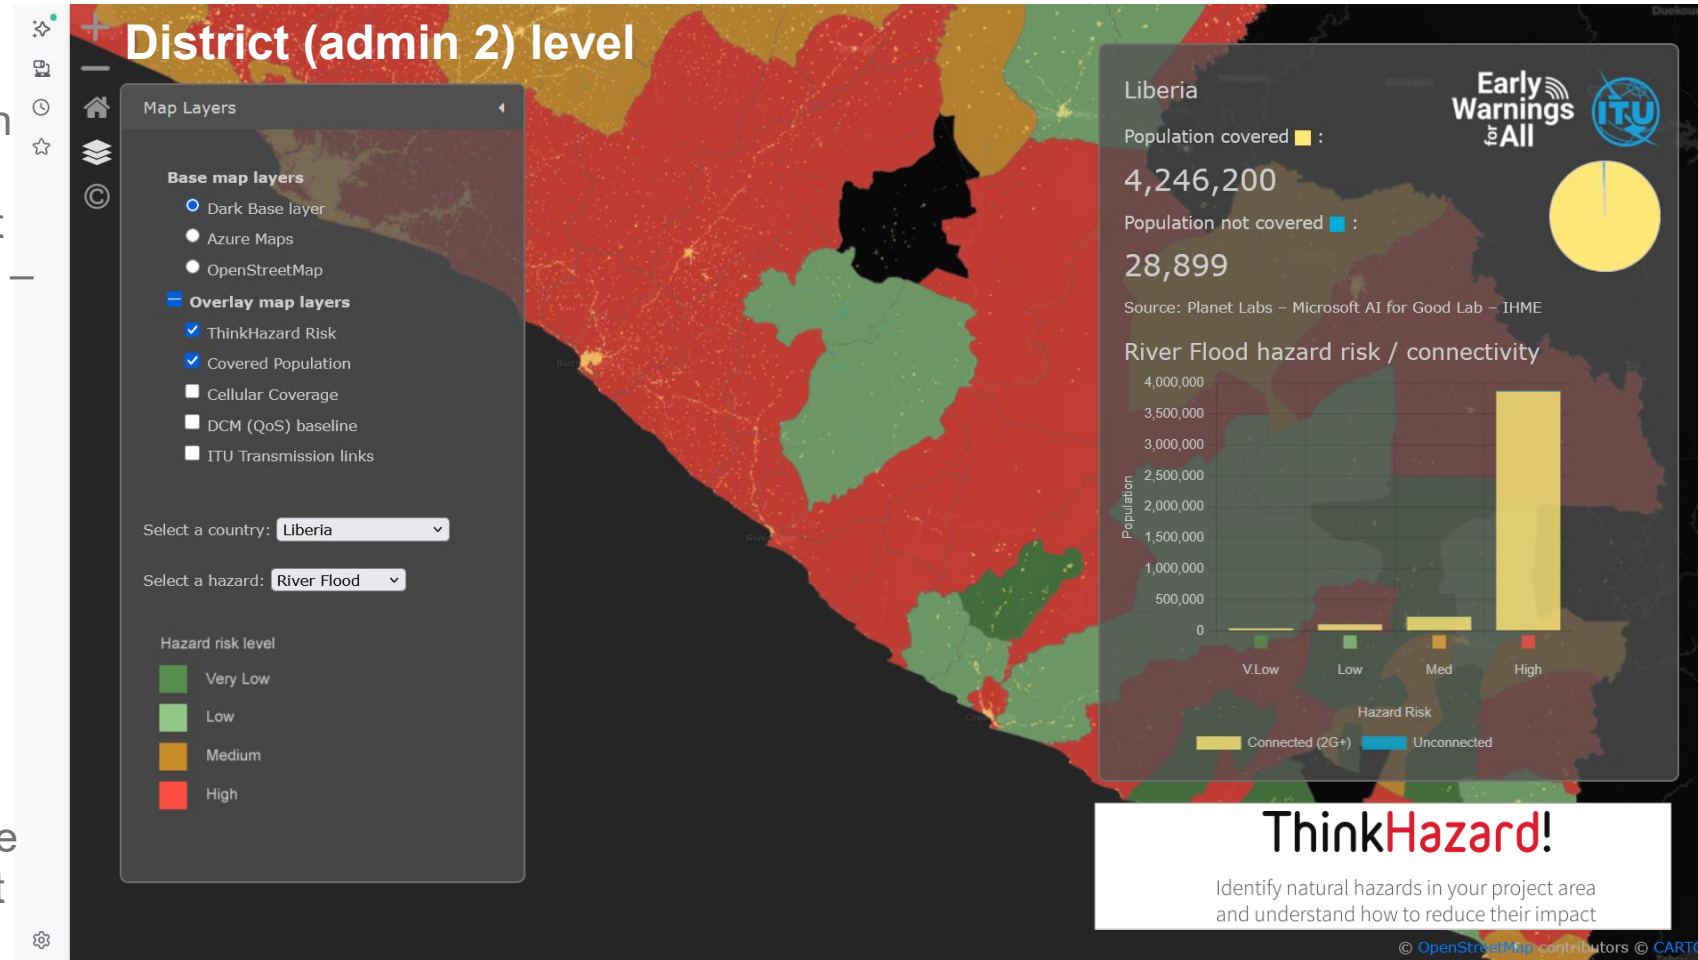 District (admin 2) level
Map Layers
Base map layers
Dark Base layer
Azure Maps
OpenStreetMap
Overlay map layers
ThinkHazard Risk
Covered Population
Cellular Coverage
DCM (QoS) baseline
ITU Transmission links
Select a country: Liberia
Select a hazard: River Flood
Hazard risk level
Very Low
Low
Medium
High
Liberia
Early
Warnings
for All
ITU
Population covered :
4,246,200
Population not covered :
28,899
Source: Planet Labs – Microsoft AI for Good Lab – IHME
River Flood hazard risk / connectivity
4,000,000
3,500,000
3,000,000
2,500,000
2,000,000
1,500,000
1,000,000
500,000
0
Population
V.Low Low Med High
Hazard Risk
Connected (2G+) Unconnected
ThinkHazard!
Identify natural hazards in your project area
and understand how to reduce their impact
© OpenStreetMap contributors © CARTO